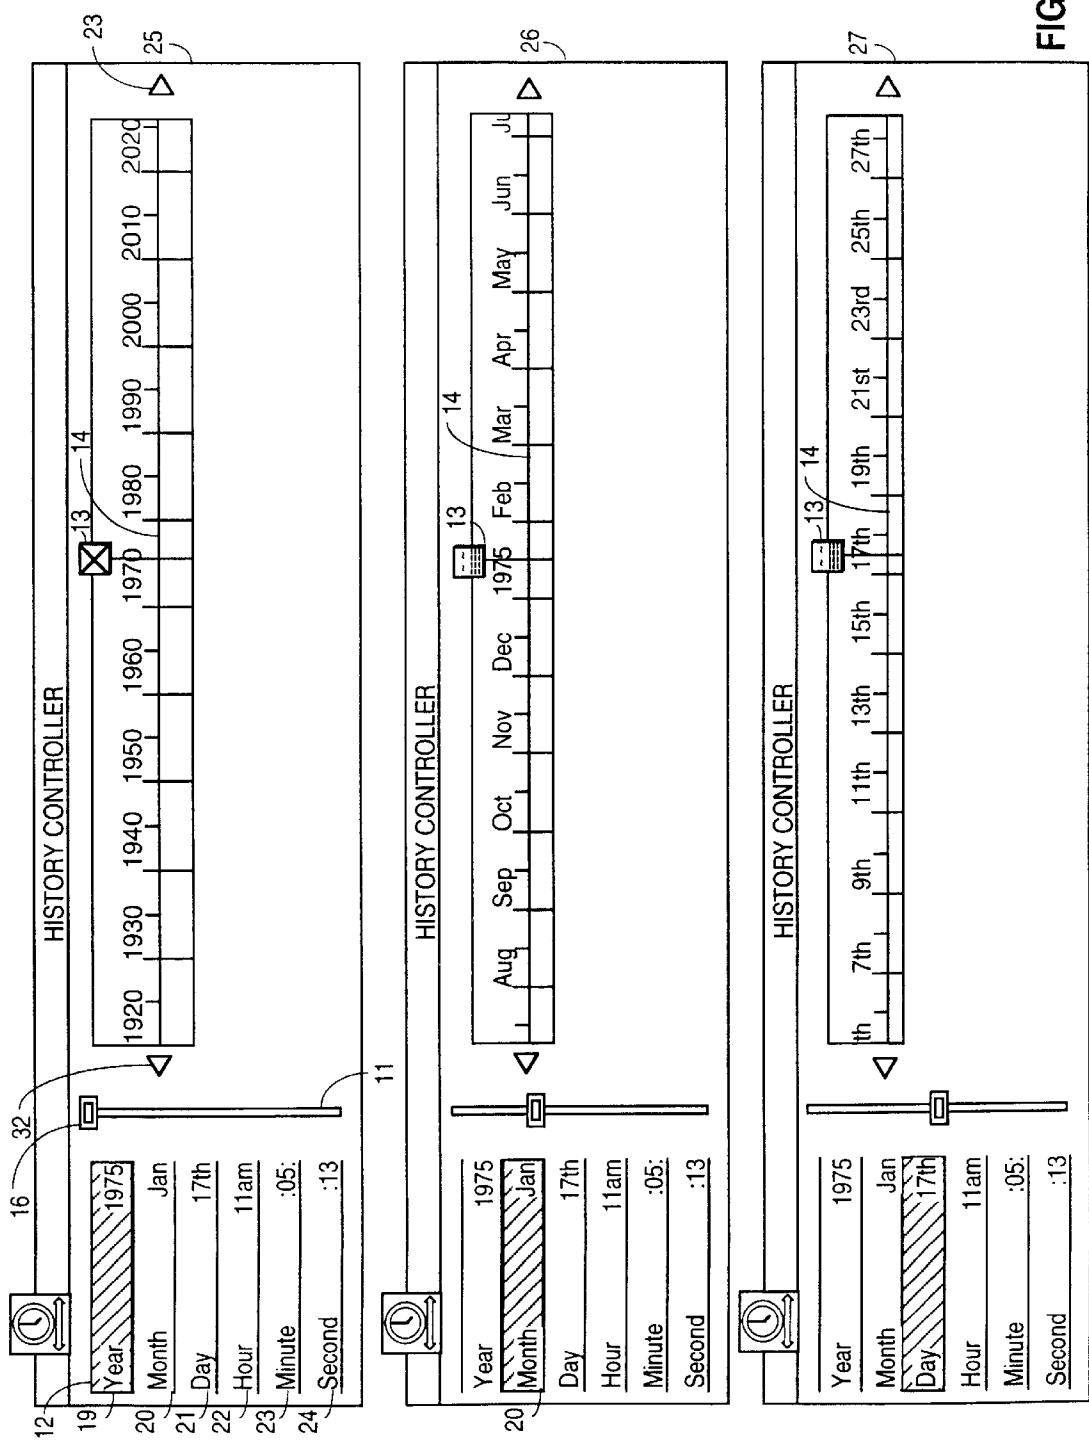 HISTORY CONTROLLER
16
32
23
25
12
19
20
21
22
23
24
Year 1975
Month Jan
Day 17th
Hour 11am
Minute :05:
Second :13
11
13
14
1920 1930 1940 1950 1960 1970 1980 1990 2000 2010 2020
HISTORY CONTROLLER
26
20
Year 1975
Month Jan
Day 17th
Hour 11am
Minute :05:
Second :13
13
14
Aug Sep Oct Nov Dec 1975 Feb Mar Apr May Jun Ju
HISTORY CONTROLLER
27
Year 1975
Month Jan
Day 17th
Hour 11am
Minute :05:
Second :13
13
14
th 7th 9th 11th 13th 15th 17th 19th 21st 23rd 25th 27th
FIG